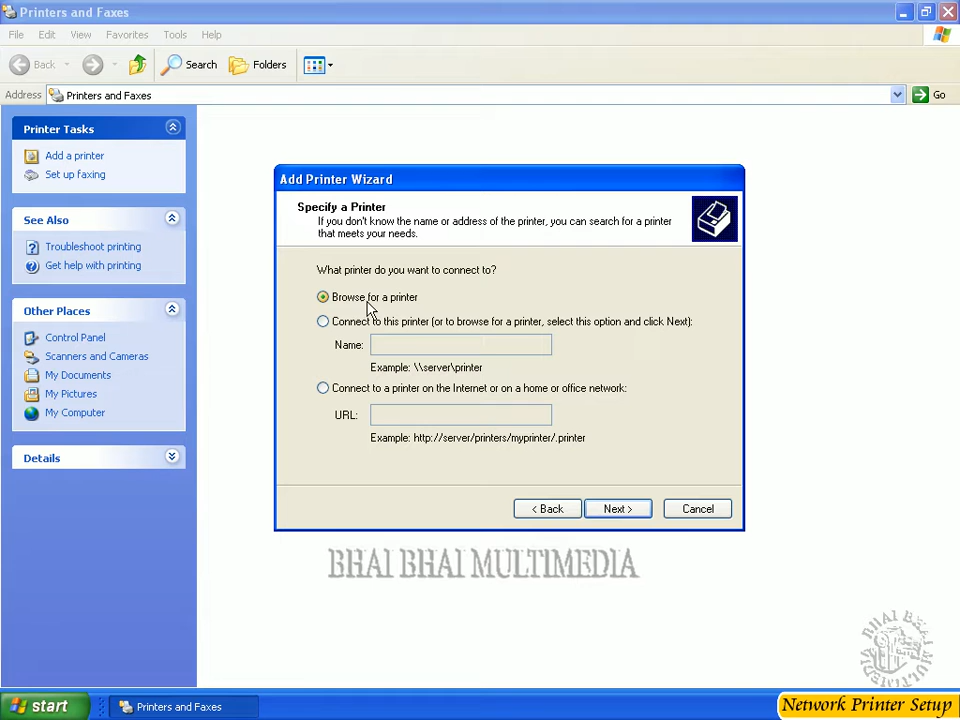 Printers and Faxes
File Edit View Favorites Tools Help
Back Search Folders
Address Printers and Faxes Go
Printer Tasks
Add a printer
Set up faxing
See Also
Troubleshoot printing
Get help with printing
Other Places
Control Panel
Scanners and Cameras
My Documents
My Pictures
My Computer
Details
Add Printer Wizard
Specify a Printer
If you don't know the name or address of the printer, you can search for a printer
that meets your needs.
What printer do you want to connect to?
Browse for a printer
Connect to this printer (or to browse for a printer, select this option and click Next):
Name:
Example: \\server\printer
Connect to a printer on the Internet or on a home or office network:
URL:
Example: http://server/printers/myprinter/.printer
< Back Next > Cancel
BHAI BHAI MULTIMEDIA
BHAI BHAI MULTIMEDIA
start Printers and Faxes
Network Printer Setup